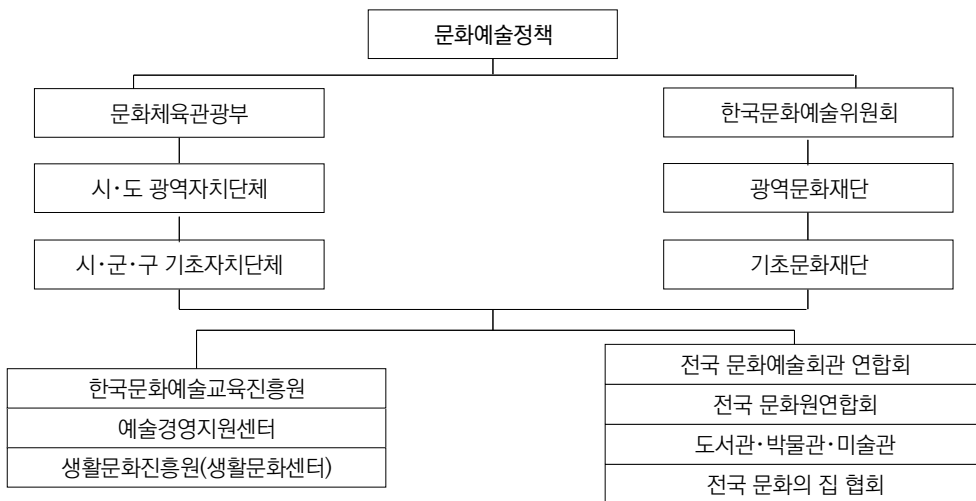 문화예술정책
문화체육관광부
한국문화예술위원회
시·도 광역자치단체
광역문화재단
시·군·구 기초자치단체
기초문화재단
한국문화예술교육진흥원
예술경영지원센터
생활문화진흥원(생활문화센터)
전국 문화예술회관 연합회
전국 문화원연합회
도서관·박물관·미술관
전국 문화의 집 협회